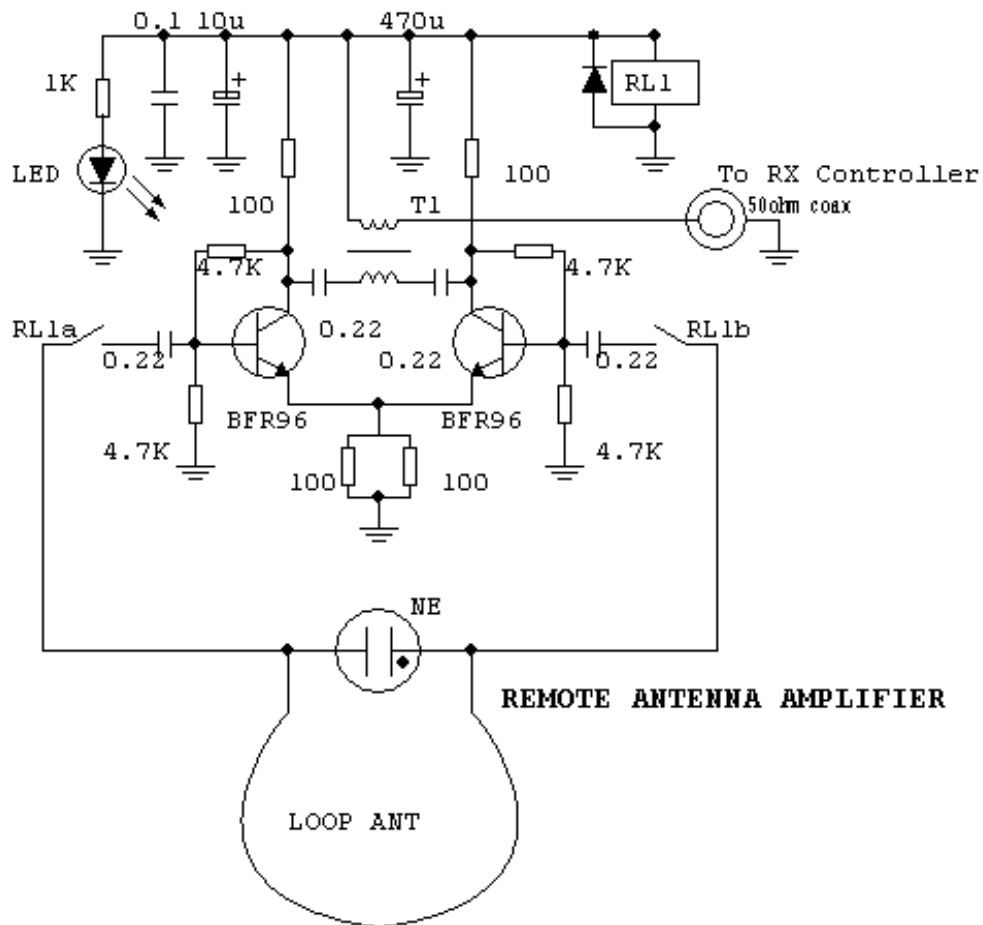 0.1 10u 470u
1K
RL1
LED
To RX Controller
100 T1 100
50ohm coax
4.7K 4.7K
RL1a 0.22 RL1b
0.22 0.22 0.22
BFR96 BFR96
4.7K 4.7K
100 100
NE
REMOTE ANTENNA AMPLIFIER
LOOP ANT